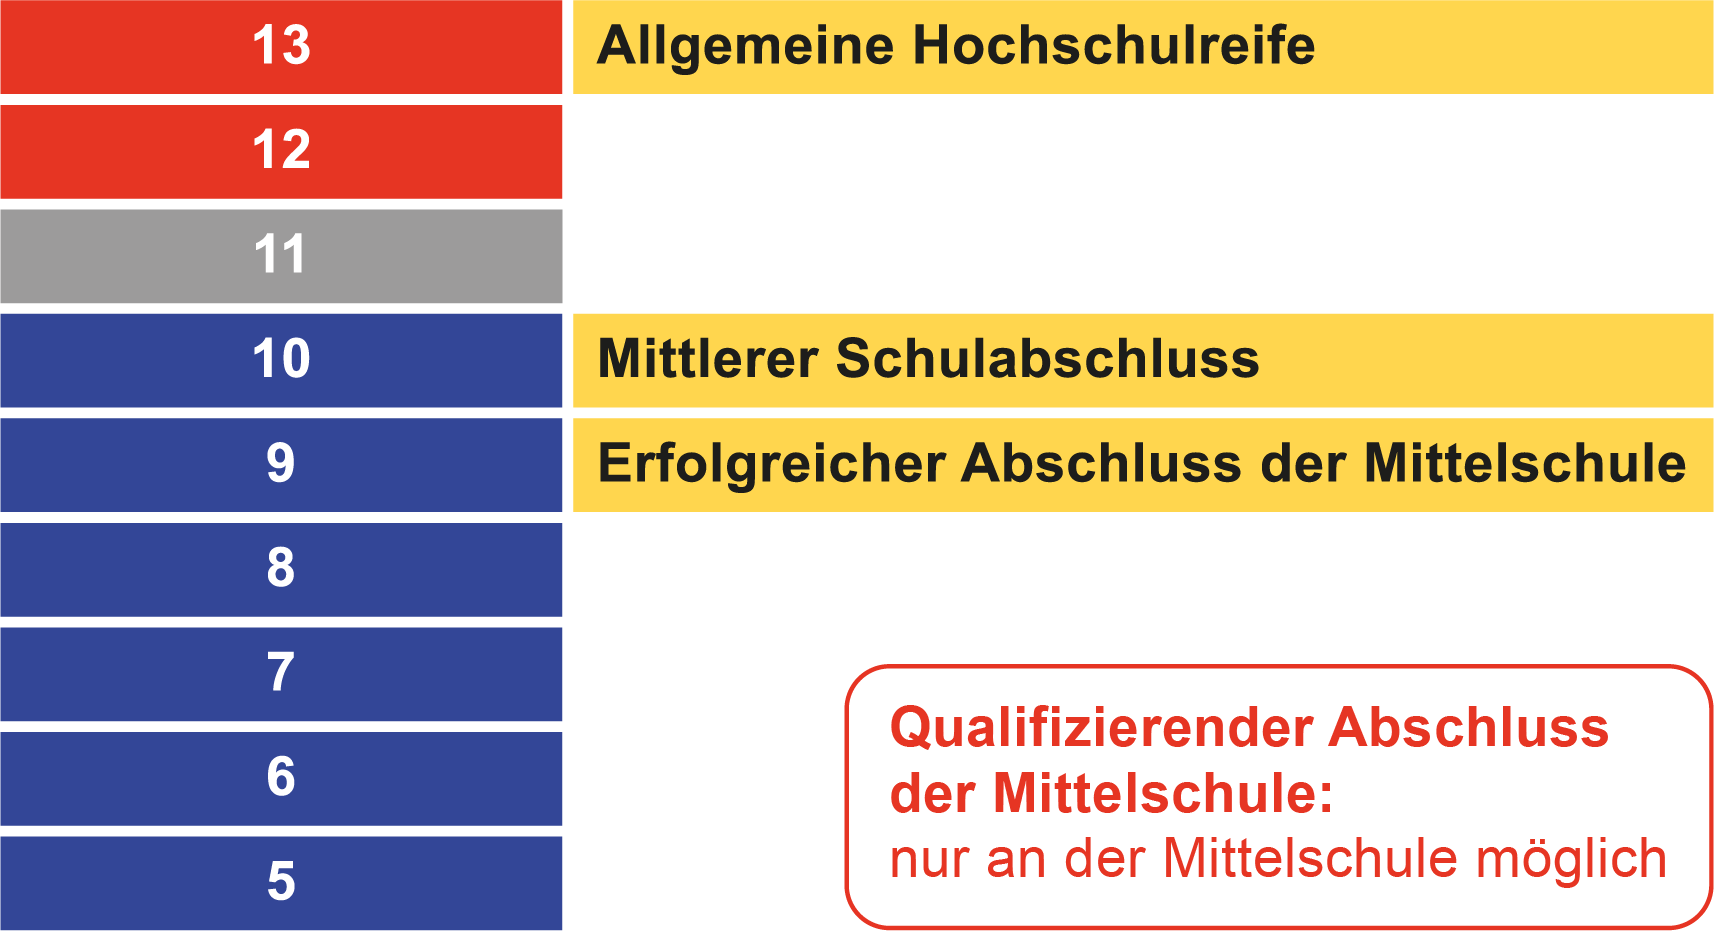 13
Allgemeine Hochschulreife
12
11
10
Mittlerer Schulabschluss
9
Erfolgreicher Abschluss der Mittelschule
8
7
6
5
Qualifizierender Abschluss
der Mittelschule:
nur an der Mittelschule möglich